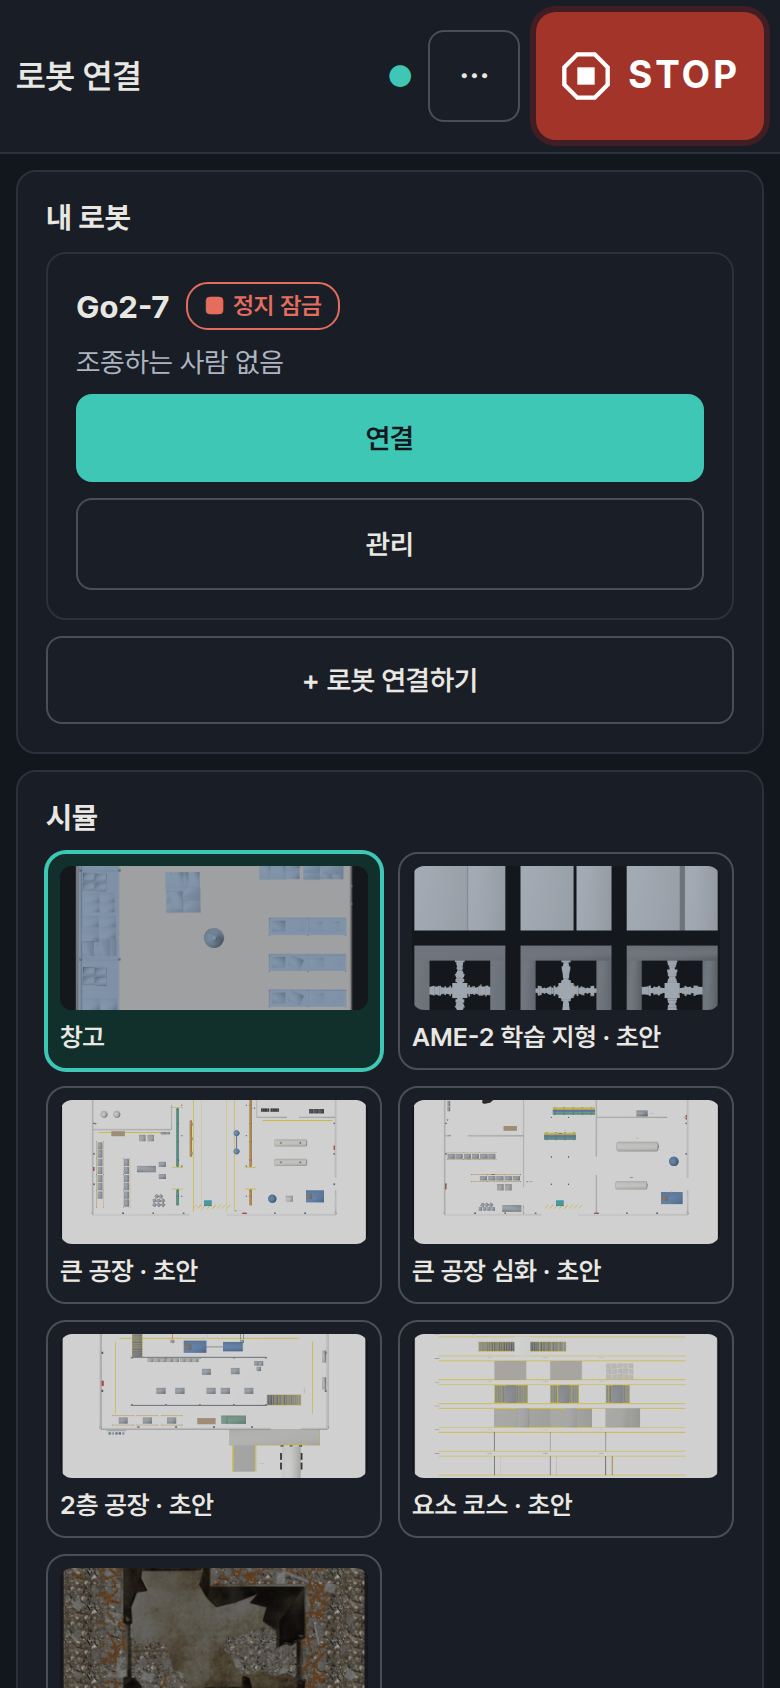 로봇 연결
STOP
내 로봇
Go2-7
정지 잠금
조종하는 사람 없음
연결
관리
+ 로봇 연결하기
시뮬
창고
AME-2 학습 지형 · 초안
큰 공장 · 초안
큰 공장 심화 · 초안
2층 공장 · 초안
요소 코스 · 초안